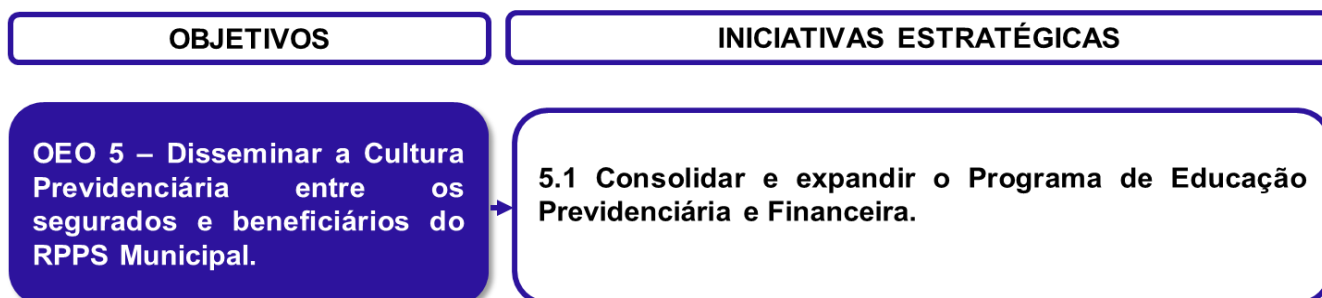 OBJETIVOS
INICIATIVAS ESTRATÉGICAS
OEO 5 – Disseminar a Cultura
Previdenciária entre os
segurados e beneficiários do
RPPS Municipal.
5.1 Consolidar e expandir o Programa de Educação
Previdenciária e Financeira.